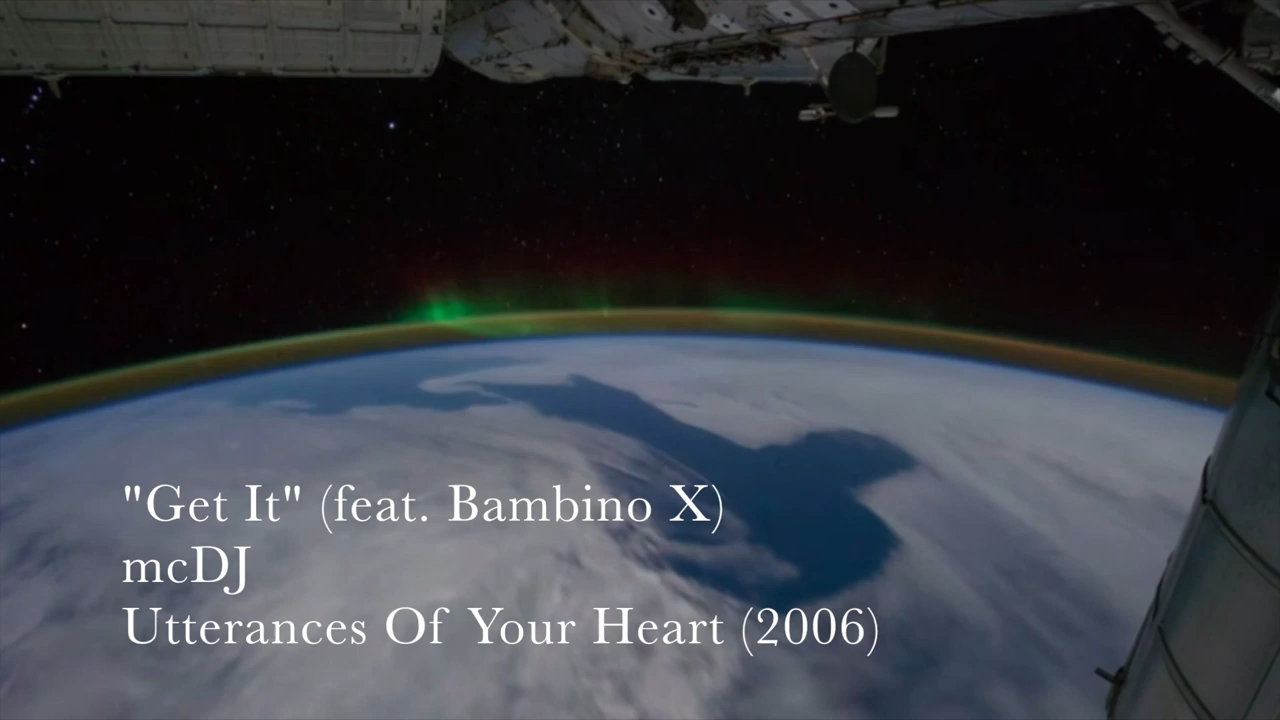 "Get It" (feat. Bambino X)
mcDJ
Utterances Of Your Heart (2006)